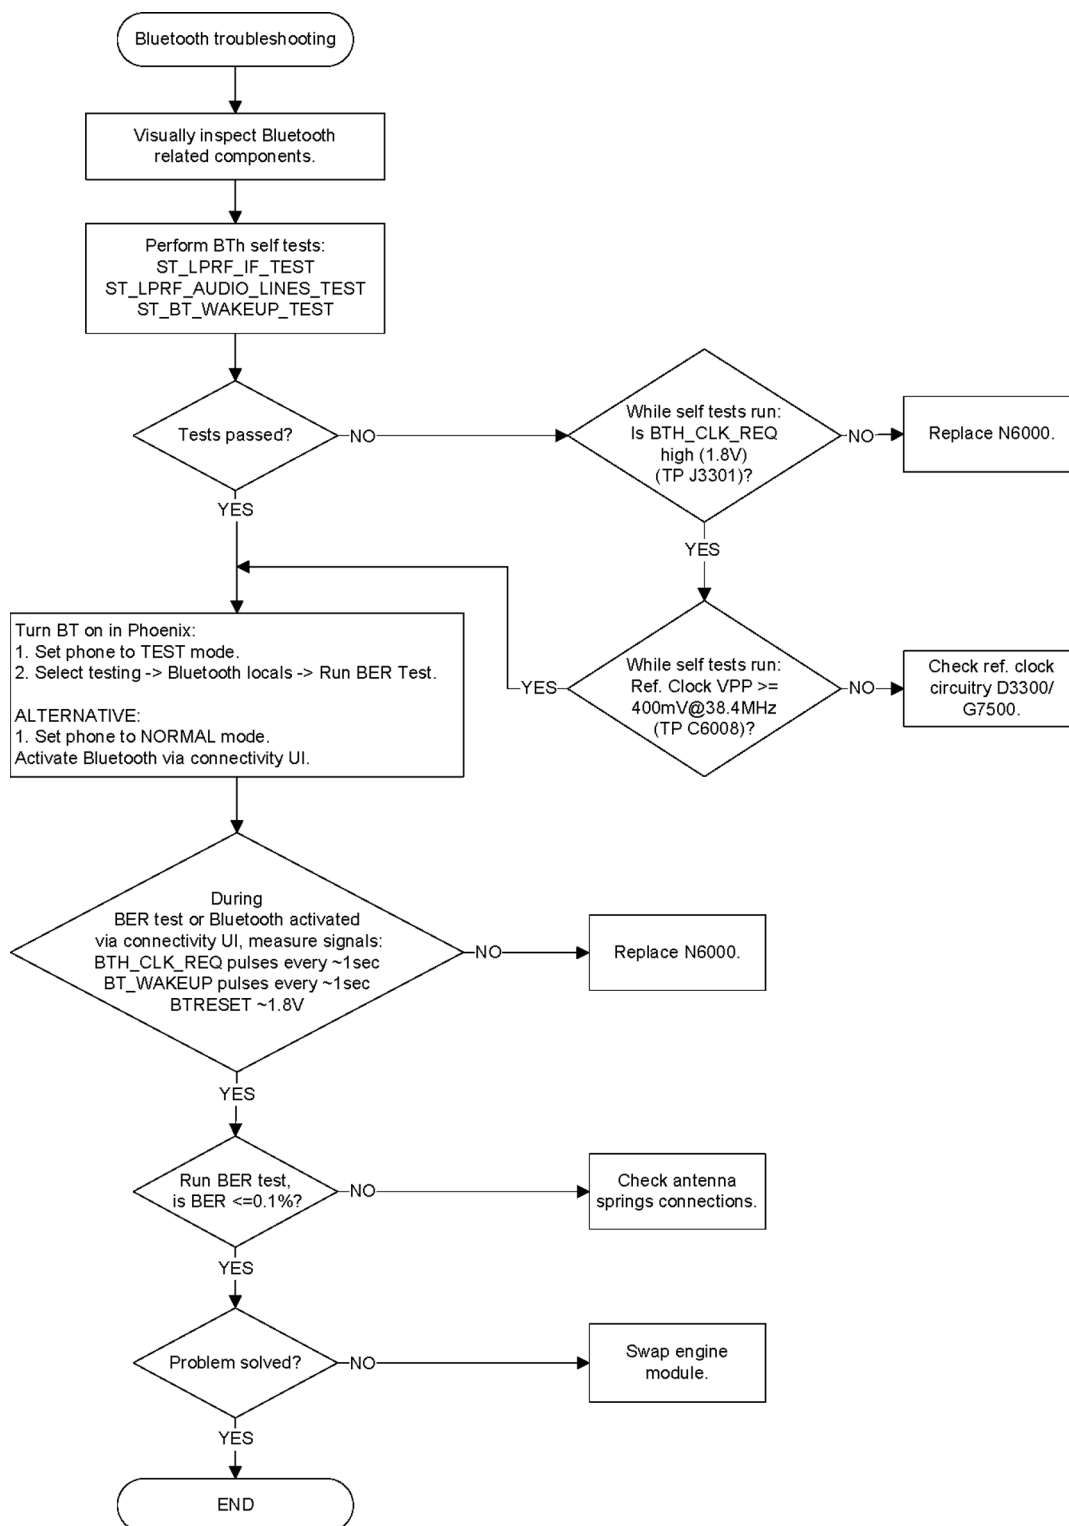 Bluetooth troubleshooting
Visually inspect Bluetooth
related components.
Perform BTh self tests:
ST_LPRF_IF_TEST
ST_LPRF_AUDIO_LINES_TEST
ST_BT_WAKEUP_TEST
Tests passed?
NO
While self tests run:
Is BTH_CLK_REQ
high (1.8V)
(TP J3301)?
NO
Replace N6000.
YES
YES
Turn BT on in Phoenix:
1. Set phone to TEST mode.
2. Select testing -> Bluetooth locals -> Run BER Test.
ALTERNATIVE:
1. Set phone to NORMAL mode.
Activate Bluetooth via connectivity UI.
YES
While self tests run:
Ref. Clock VPP >=
400mV@38.4MHz
(TP C6008)?
NO
Check ref. clock
circuitry D3300/
G7500.
During
BER test or Bluetooth activated
via connectivity UI, measure signals:
BTH_CLK_REQ pulses every ~1sec
BT_WAKEUP pulses every ~1sec
BTRESET ~1.8V
NO
Replace N6000.
YES
Run BER test,
is BER <=0.1%?
NO
Check antenna
springs connections.
YES
Problem solved?
NO
Swap engine
module.
YES
END